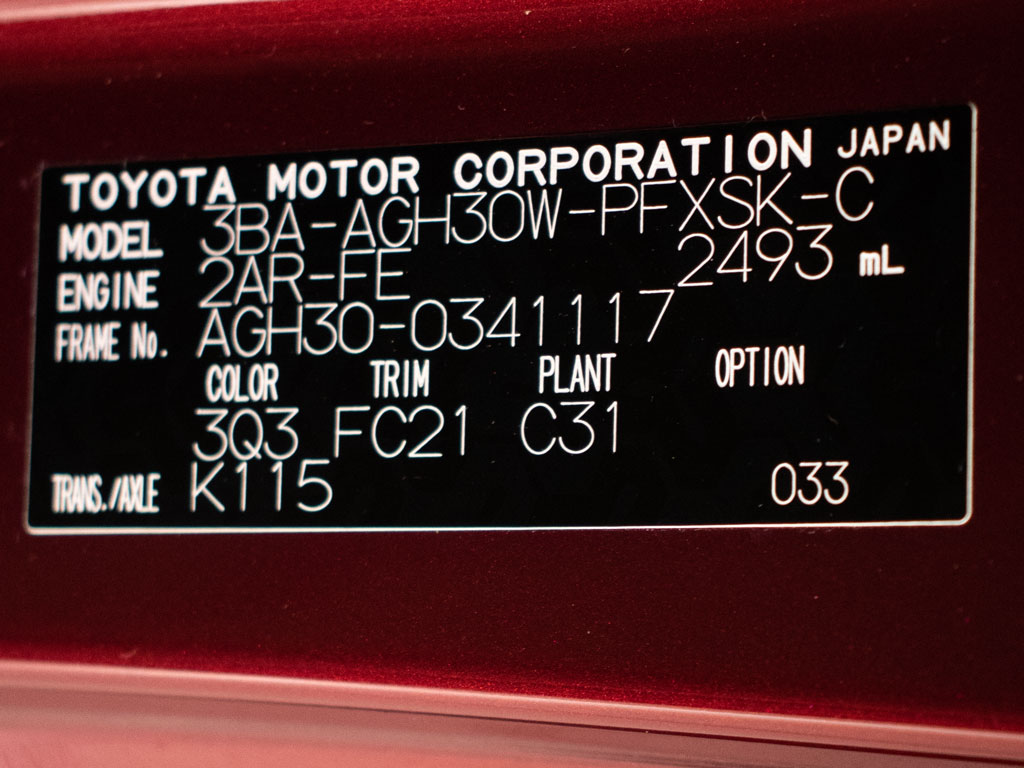 TOYOTA MOTOR CORPORATION JAPAN
MODEL 3BA-AGH30W-PFXSK-C
ENGINE 2AR-FE 2493 mL
FRAME No. AGH30-0341117
COLOR TRIM PLANT OPTION
3Q3 FC21 C31
TRANS./AXLE K115 033